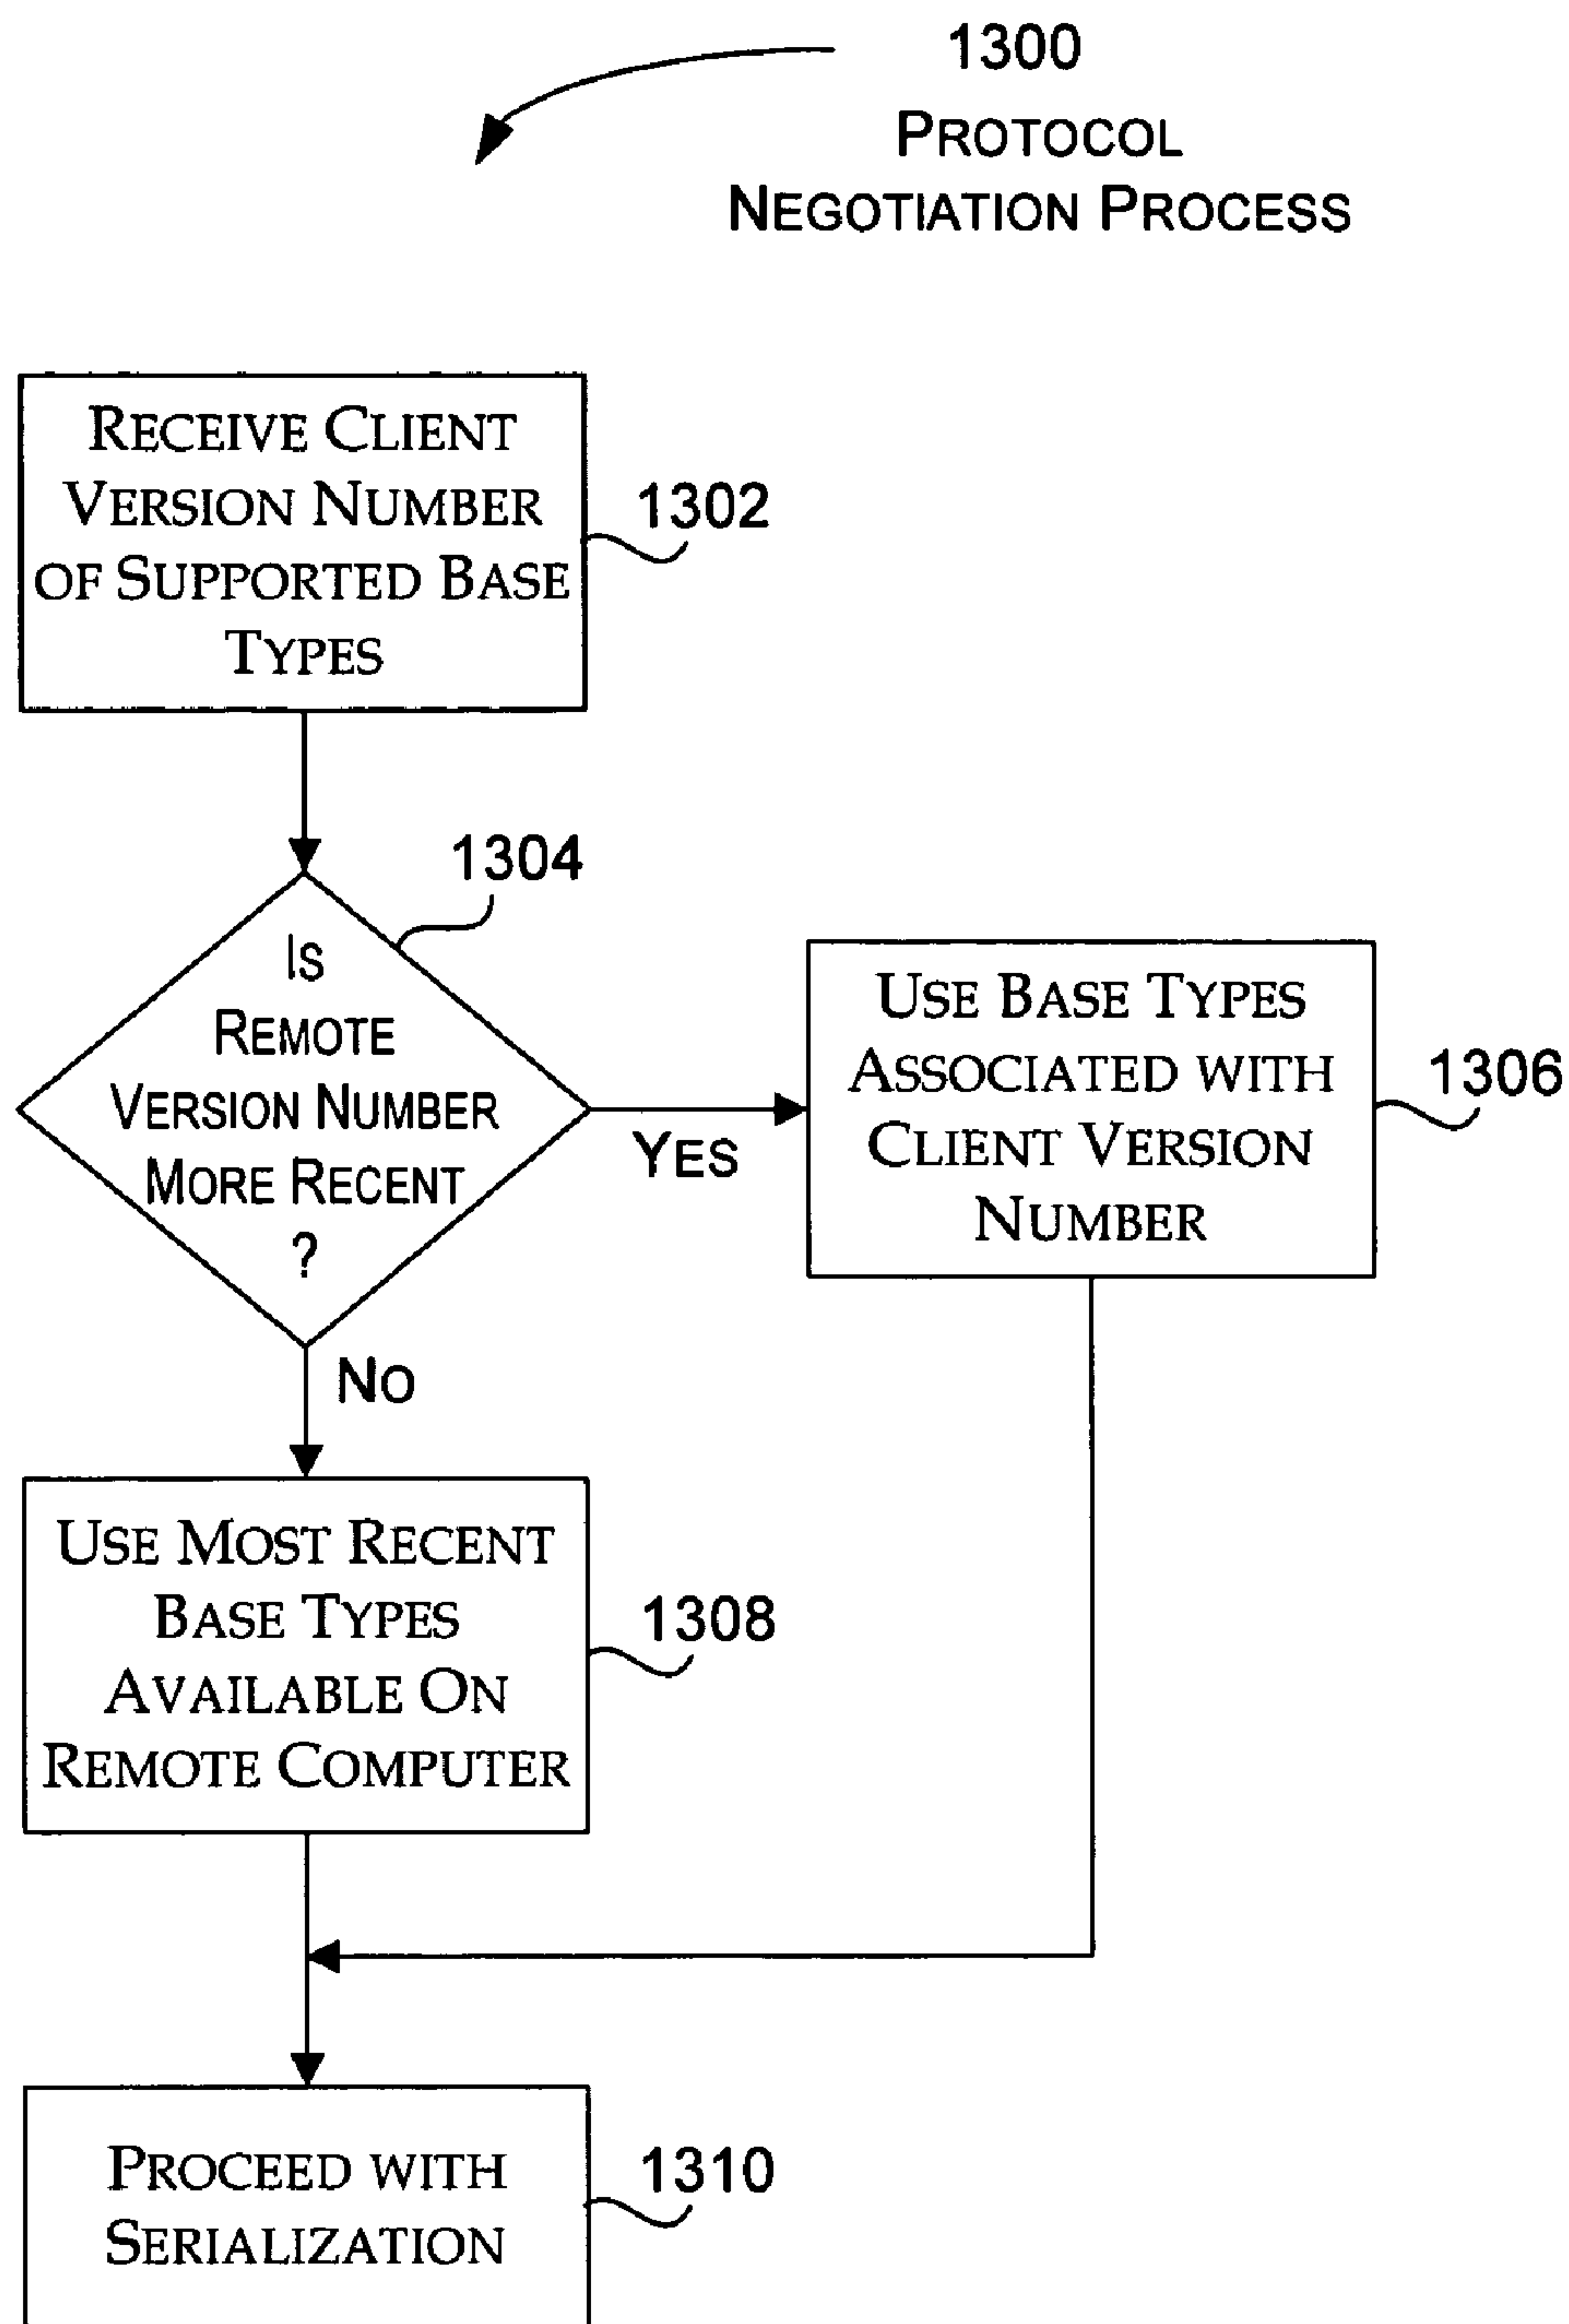 1300
PROTOCOL
NEGOTIATION PROCESS
RECEIVE CLIENT
VERSION NUMBER
OF SUPPORTED BASE
TYPES
1302
1304
IS
REMOTE
VERSION NUMBER
MORE RECENT
?
YES
USE BASE TYPES
ASSOCIATED WITH
CLIENT VERSION
NUMBER
1306
NO
USE MOST RECENT
BASE TYPES
AVAILABLE ON
REMOTE COMPUTER
1308
PROCEED WITH
SERIALIZATION
1310